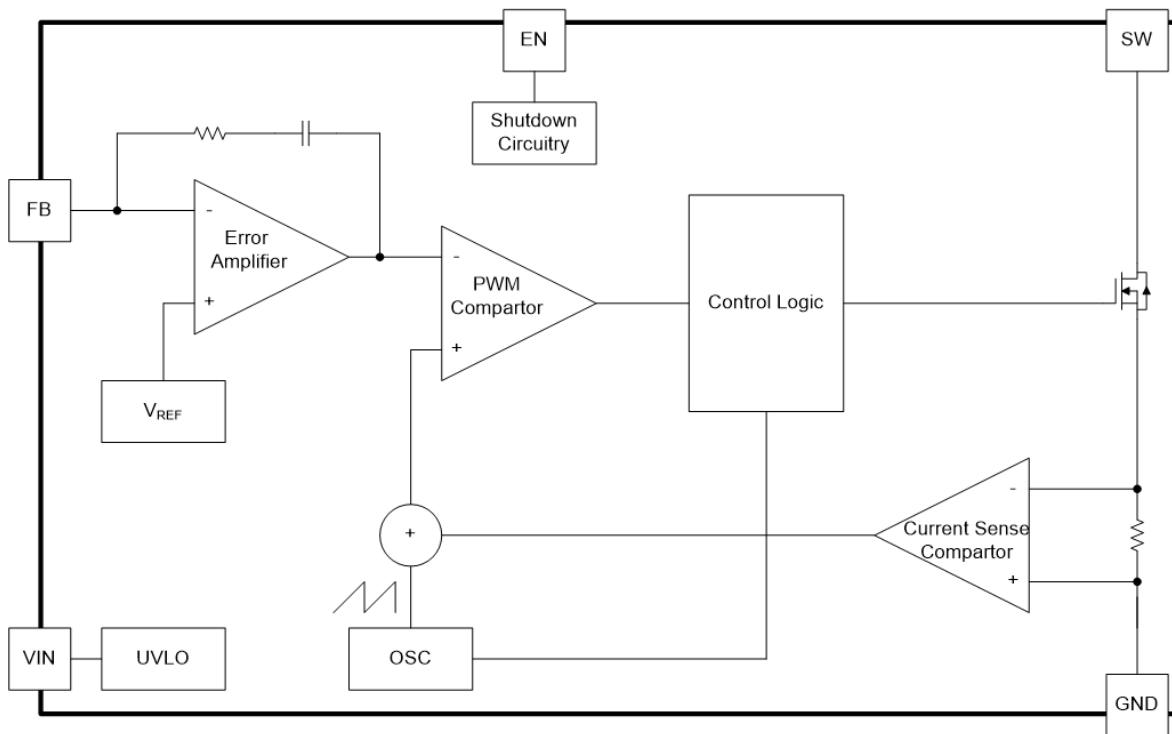 EN
SW
Shutdown
Circuitry
FB
-
Error
Amplifier
+
-
PWM
Compartor
+
Control Logic
VREF
-
Current Sense
Compartor
+
+
VIN
UVLO
OSC
GND